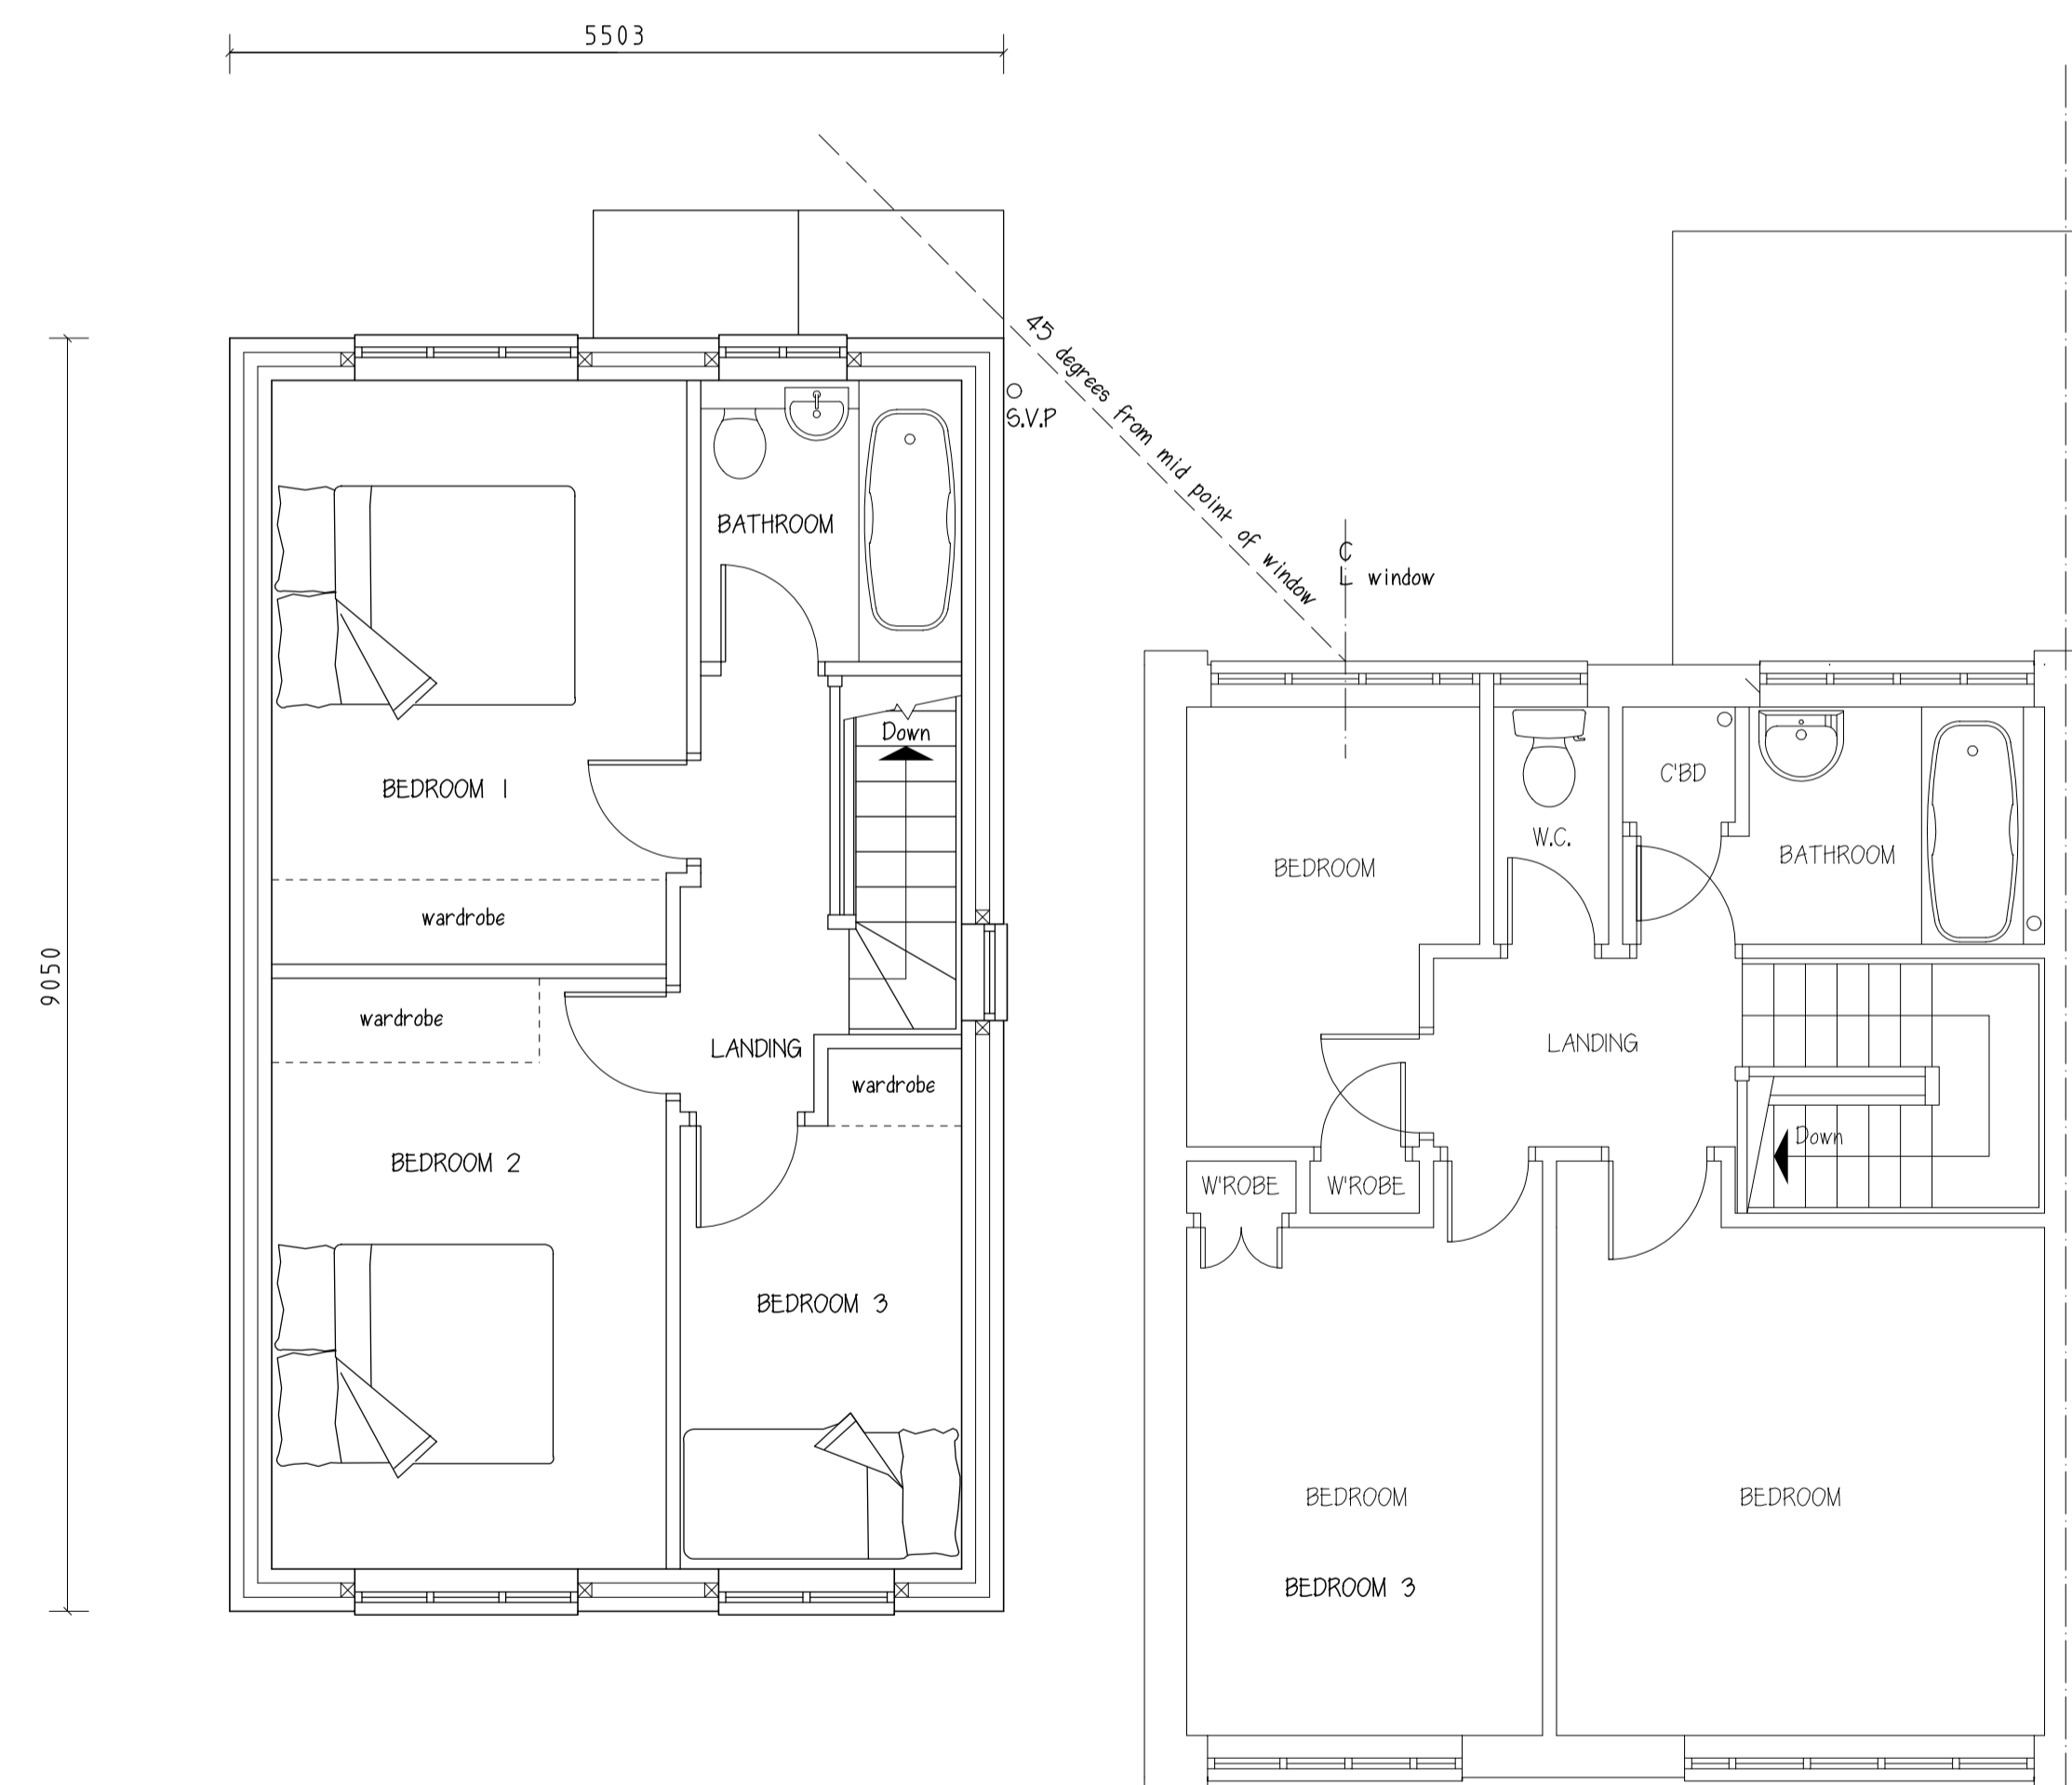 5503
9050
45 degrees from mid point of window
C
L window
S.V.P
BATHROOM
Down
BEDROOM 1
wardrobe
wardrobe
LANDING
wardrobe
BEDROOM 2
BEDROOM 3
C'BD
W.C.
BATHROOM
BEDROOM
LANDING
Down
W'ROBE
W'ROBE
BEDROOM
BEDROOM
BEDROOM 3